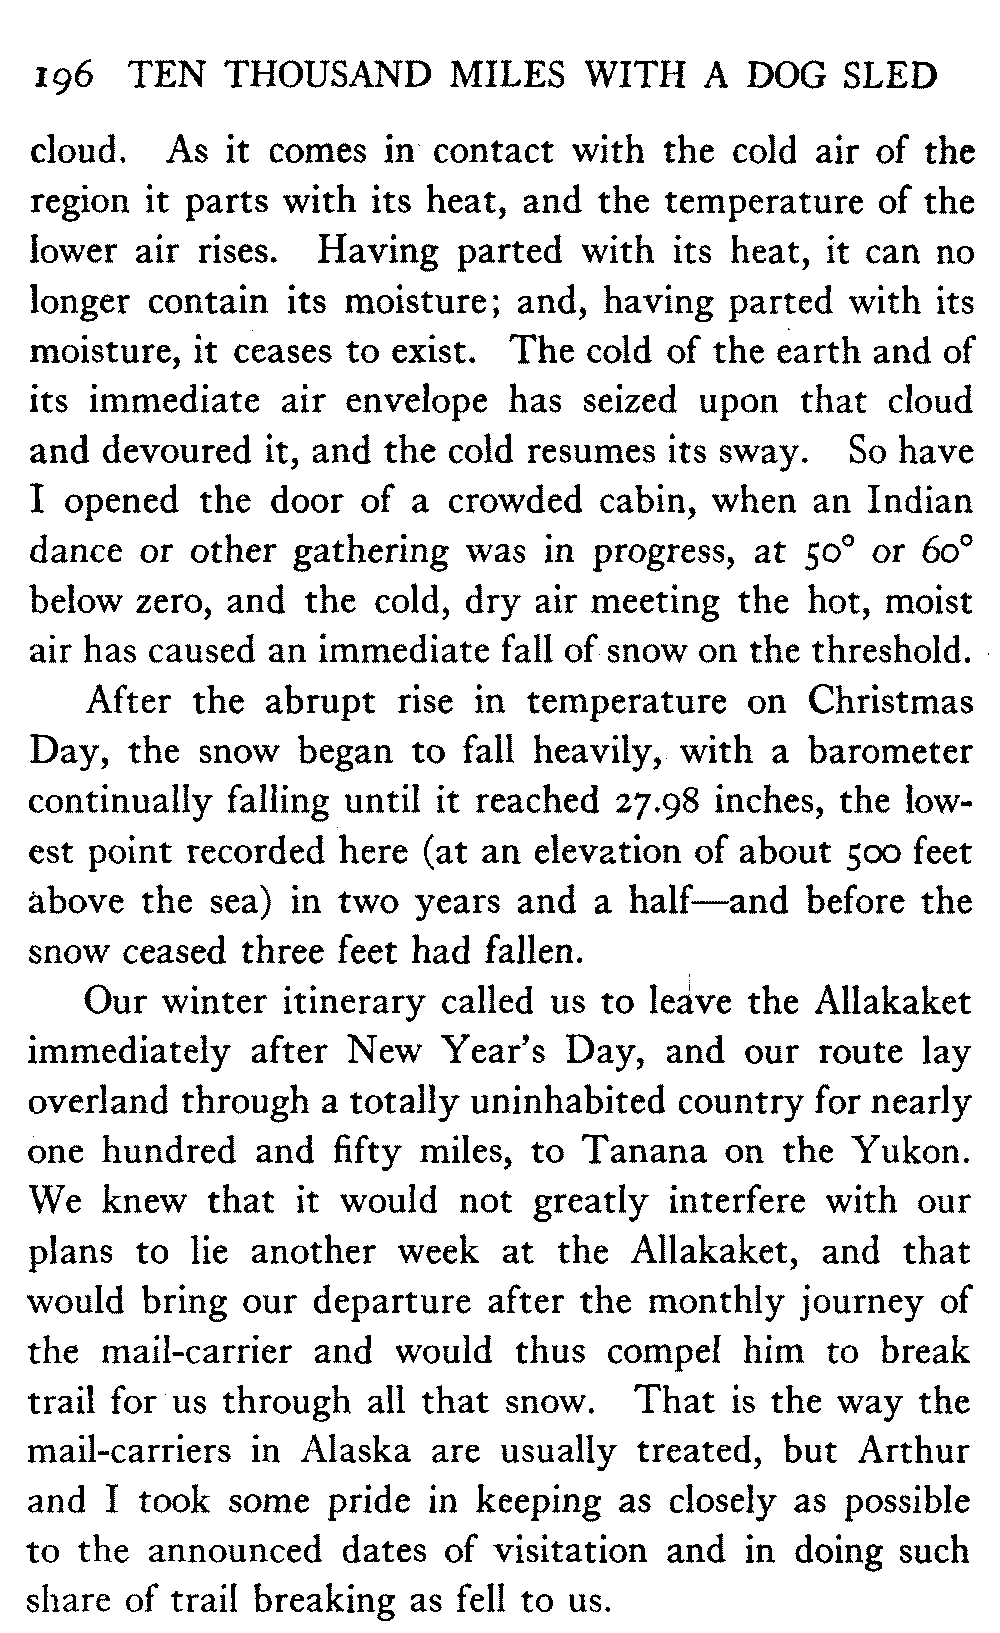 196 TEN THOUSAND MILES WITH A DOG SLED
cloud. As it comes in contact with the cold air of the
region it parts with its heat, and the temperature of the
lower air rises. Having parted with its heat, it can no
longer contain its moisture; and, having parted with its
moisture, it ceases to exist. The cold of the earth and of
its immediate air envelope has seized upon that cloud
and devoured it, and the cold resumes its sway. So have
I opened the door of a crowded cabin, when an Indian
dance or other gathering was in progress, at 50° or 60°
below zero, and the cold, dry air meeting the hot, moist
air has caused an immediate fall of snow on the threshold.
After the abrupt rise in temperature on Christmas
Day, the snow began to fall heavily, with a barometer
continually falling until it reached 27.98 inches, the low-
est point recorded here (at an elevation of about 500 feet
above the sea) in two years and a half—and before the
snow ceased three feet had fallen.
Our winter itinerary called us to leave the Allakaket
immediately after New Year's Day, and our route lay
overland through a totally uninhabited country for nearly
one hundred and fifty miles, to Tanana on the Yukon.
We knew that it would not greatly interfere with our
plans to lie another week at the Allakaket, and that
would bring our departure after the monthly journey of
the mail-carrier and would thus compel him to break
trail for us through all that snow. That is the way the
mail-carriers in Alaska are usually treated, but Arthur
and I took some pride in keeping as closely as possible
to the announced dates of visitation and in doing such
share of trail breaking as fell to us.